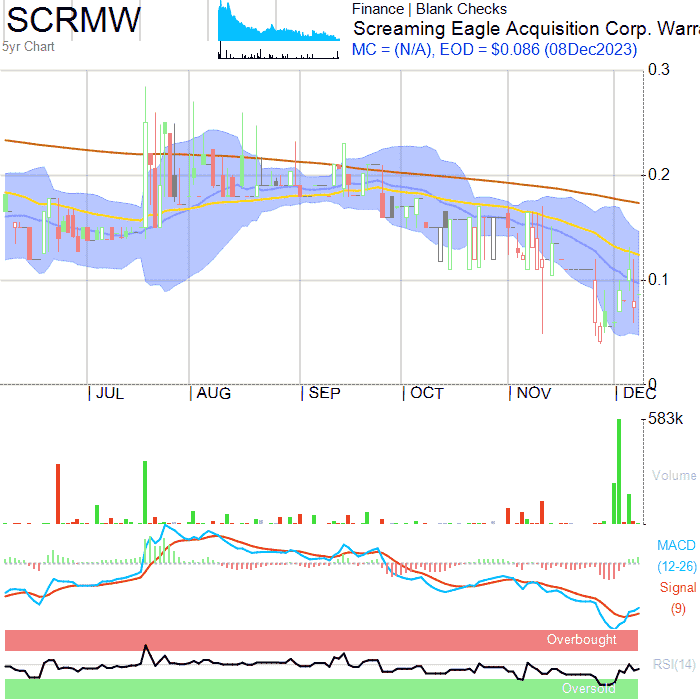 SCRMW
Finance | Blank Checks
Screaming Eagle Acquisition Corp. Warra
5yr Chart
MC = (N/A), EOD = $0.086 (08Dec2023)
0.3
0.2
0.1
0
JUL
AUG
SEP
OCT
NOV
DEC
583k
Volume
MACD
(12-26)
Signal
(9)
Overbought
RSI(14)
Oversold